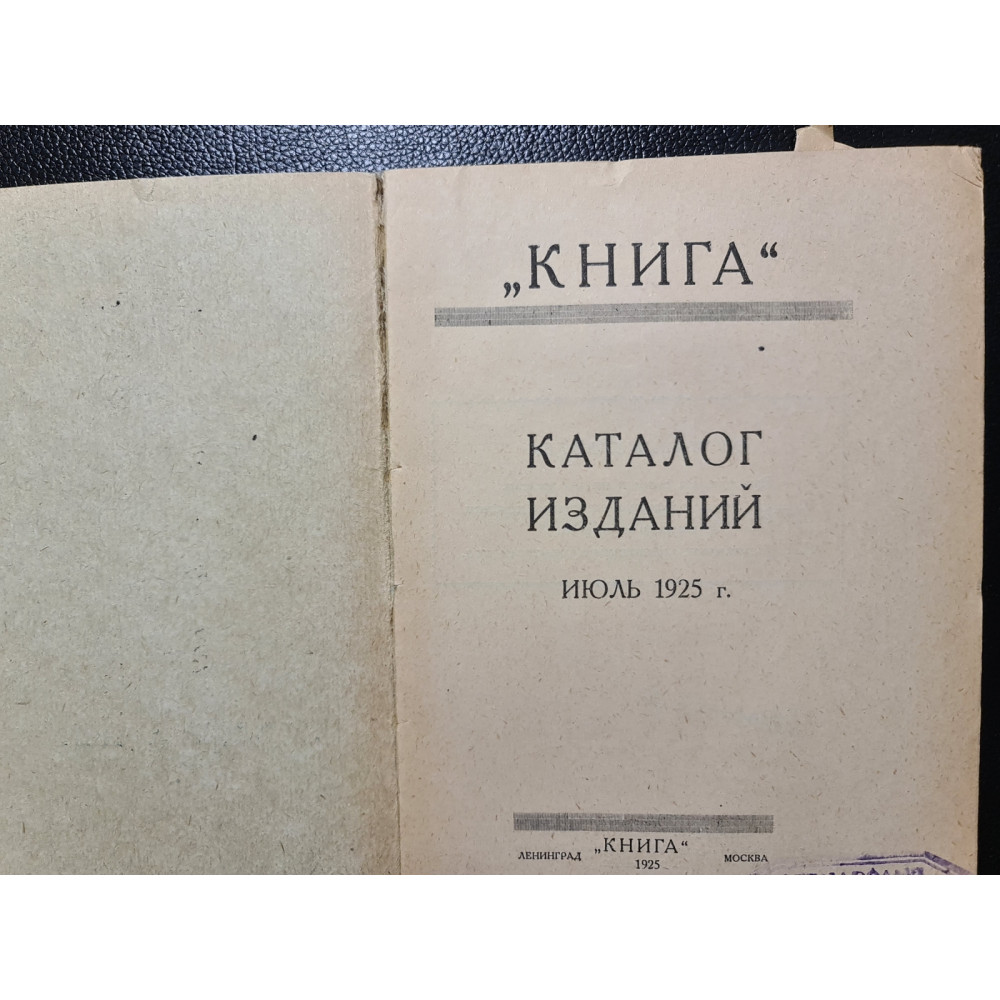 „КНИГА“
КАТАЛОГ
ИЗДАНИЙ
ИЮЛЬ 1925 г.
ЛЕНИНГРАД „КНИГА“ МОСКВА
1925